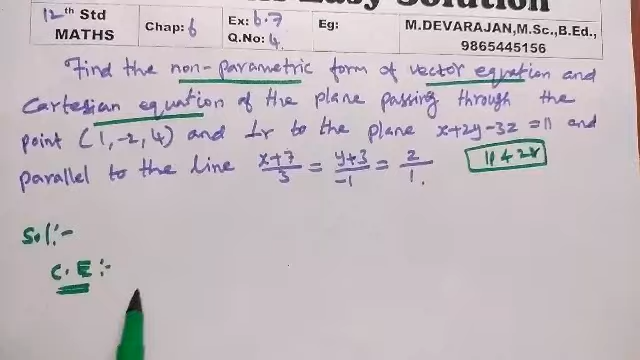 Easy Solution
12th Std
MATHS
Chap: 6
Ex: 6.7
Q.No: 4
Eg:
M.DEVARAJAN,M.Sc.,B.Ed.,
9865445156
Find the non-parametric form of vector equation and
Cartesian equation of the plane passing through the
point (1,-2,4) and ⊥r to the plane x+2y-3z=11 and
parallel to the line x+7/3 = y+3/-1 = z/1.
Sol:-
C.E:-